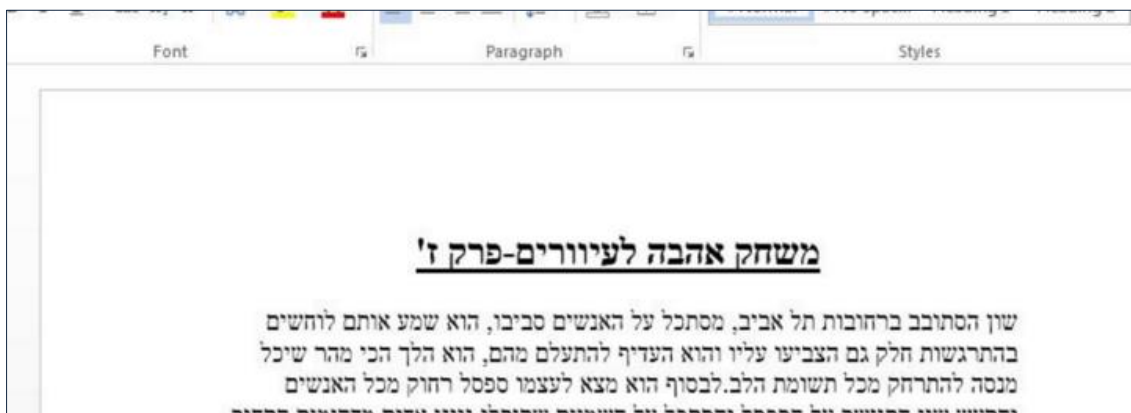 Font
Paragraph
Styles
משחק אהבה לעיוורים-פרק ז'
שון הסתובב ברחובות תל אביב, מסתכל על האנשים סביבו, הוא שמע אותם לוחשים
בהתרגשות חלק גם הצביעו עליו והוא העדיף להתעלם מהם, הוא הלך הכי מהר שיכל
מנסה להתרחק מכל תשומת הלב.לבסוף הוא מצא לעצמו ספסל רחוק מכל האנשים